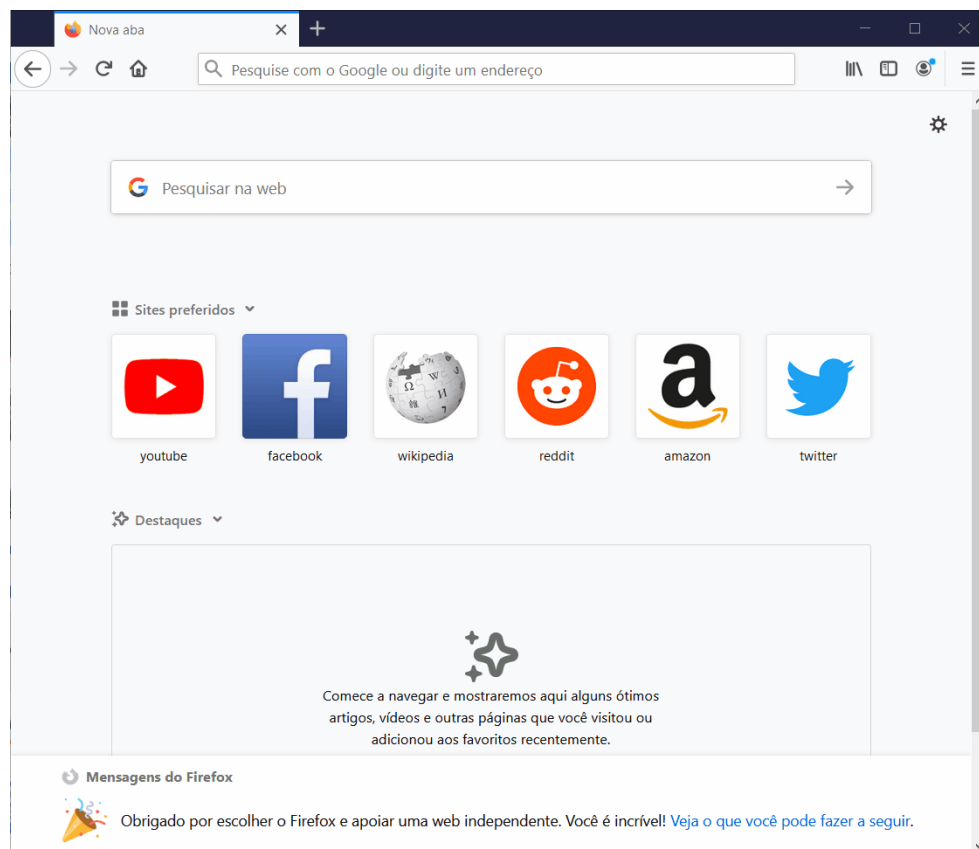 Nova aba
Pesquise com o Google ou digite um endereço
Pesquisar na web
Sites preferidos
youtube facebook wikipedia reddit amazon twitter
Destaques
Comece a navegar e mostraremos aqui alguns ótimos
artigos, vídeos e outras páginas que você visitou ou
adicionou aos favoritos recentemente.
Mensagens do Firefox
Obrigado por escolher o Firefox e apoiar uma web independente. Você é incrível! Veja o que você pode fazer a seguir.